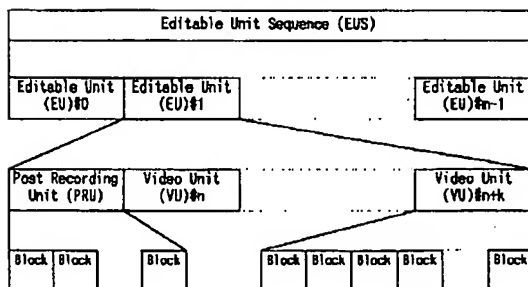 Editable Unit Sequence (EUS)
Editable Unit Editable Unit Editable Unit
(EU)#0 (EU)#1 (EU)#n-1
Post Recording Video Unit Video Unit
Unit (PRU) (VU)#n (VU)#n+k
Block Block Block Block Block Block Block Block